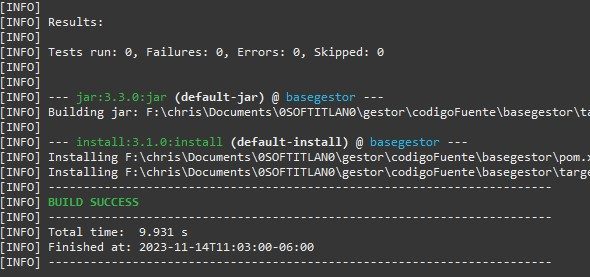 [INFO]
[INFO] Results:
[INFO]
[INFO] Tests run: 0, Failures: 0, Errors: 0, Skipped: 0
[INFO]
[INFO]
[INFO] --- jar:3.3.0:jar (default-jar) @ basegestor ---
[INFO] Building jar: F:\chris\Documents\0SOFTITLAN0\gestor\codigoFuente\basegestor\ta
[INFO]
[INFO] --- install:3.1.0:install (default-install) @ basegestor ---
[INFO] Installing F:\chris\Documents\0SOFTITLAN0\gestor\codigoFuente\basegestor\pom.x
[INFO] Installing F:\chris\Documents\0SOFTITLAN0\gestor\codigoFuente\basegestor\targe
[INFO] ------------------------------------------------------------------------
[INFO] BUILD SUCCESS
[INFO] ------------------------------------------------------------------------
[INFO] Total time:  9.931 s
[INFO] Finished at: 2023-11-14T11:03:00-06:00
[INFO] ------------------------------------------------------------------------